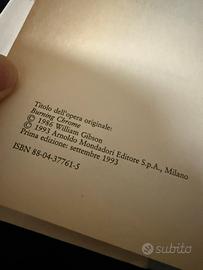 Titolo dell'opera originale:
Burning Chrome
© 1986 William Gibson
© 1993 Arnoldo Mondadori Editore S.p.A., Milano
Prima edizione: settembre 1993
ISBN 88-04-37761-5
subito